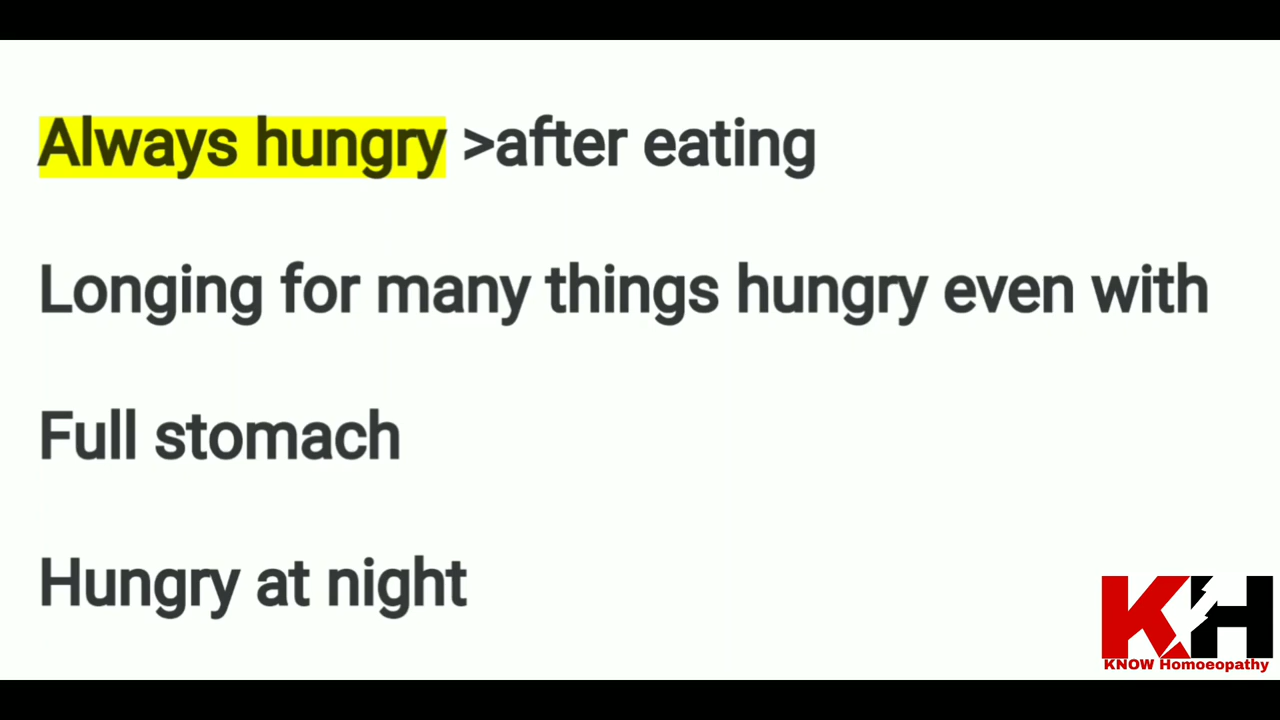 Always hungry >after eating
Longing for many things hungry even with
Full stomach
Hungry at night
KH
KNOW Homoeopathy